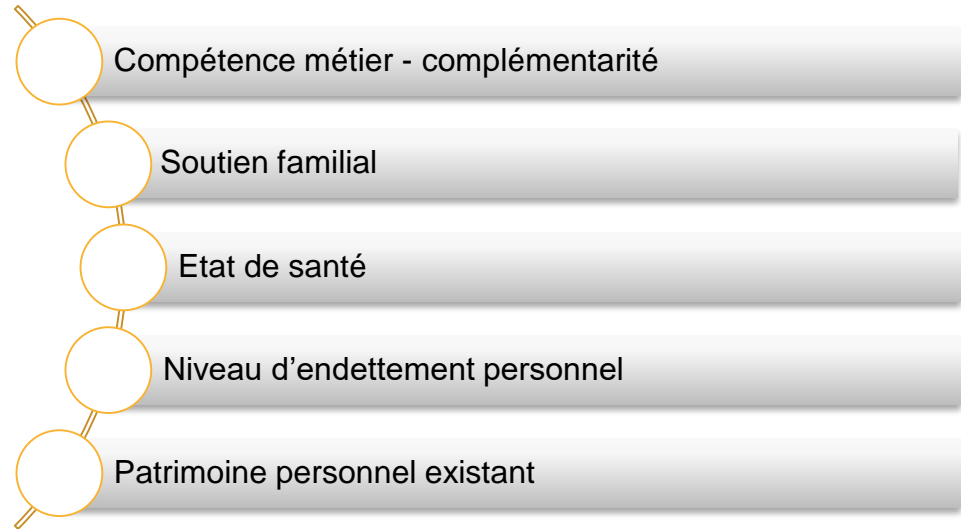 Compétence métier - complémentarité
Soutien familial
Etat de santé
Niveau d’endettement personnel
Patrimoine personnel existant